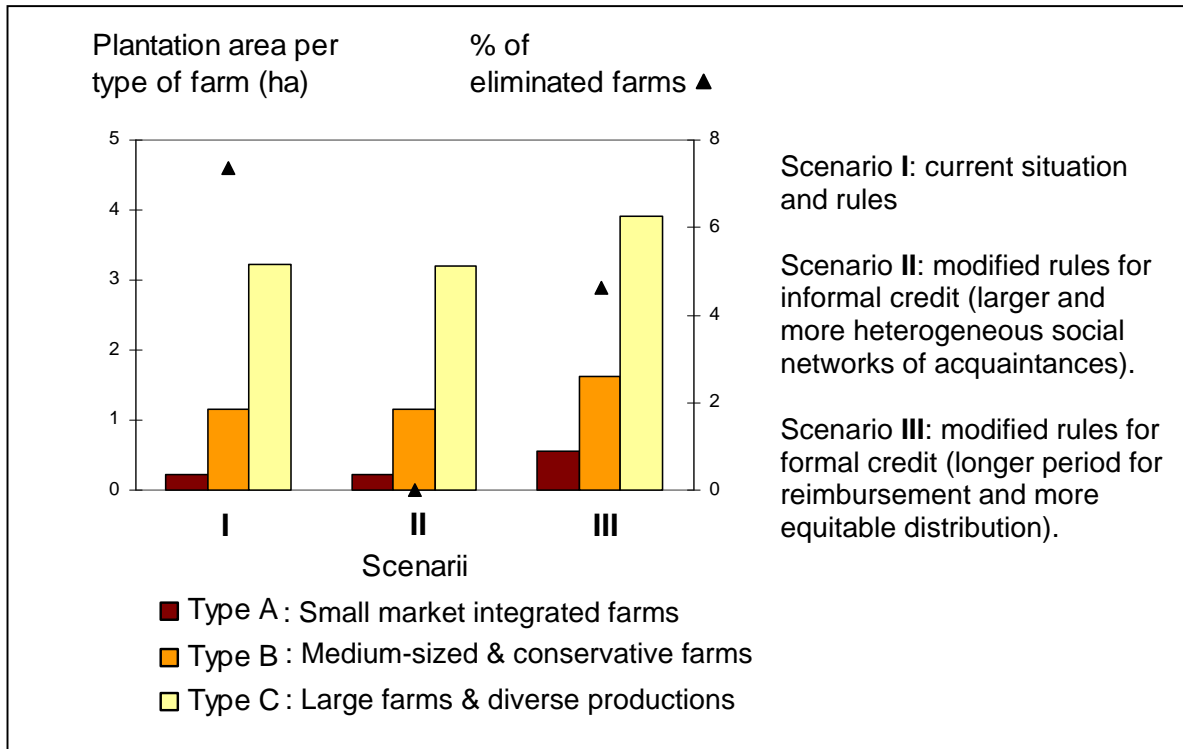 Plantation area per
type of farm (ha)
% of
eliminated farms ▲
5
4
3
2
1
0
8
6
4
2
0
I
II
III
Scenarii
Type A : Small market integrated farms
Type B : Medium-sized & conservative farms
Type C : Large farms & diverse productions
Scenario I: current situation
and rules
Scenario II: modified rules for
informal credit (larger and
more heterogeneous social
networks of acquaintances).
Scenario III: modified rules for
formal credit (longer period for
reimbursement and more
equitable distribution).